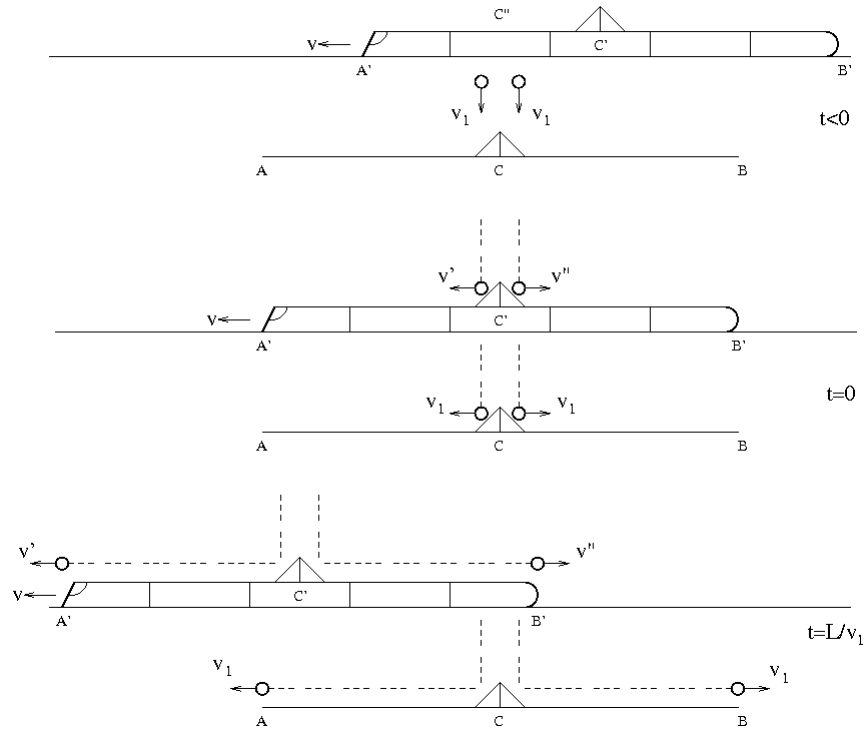 C"
v
C'
A' B'
v1 v1
t<0
A C B
v' v"
v
C'
A' B'
t=0
v1 v1
A C B
v' v"
v
C'
A' B'
t=L/v1
v1 v1
A C B